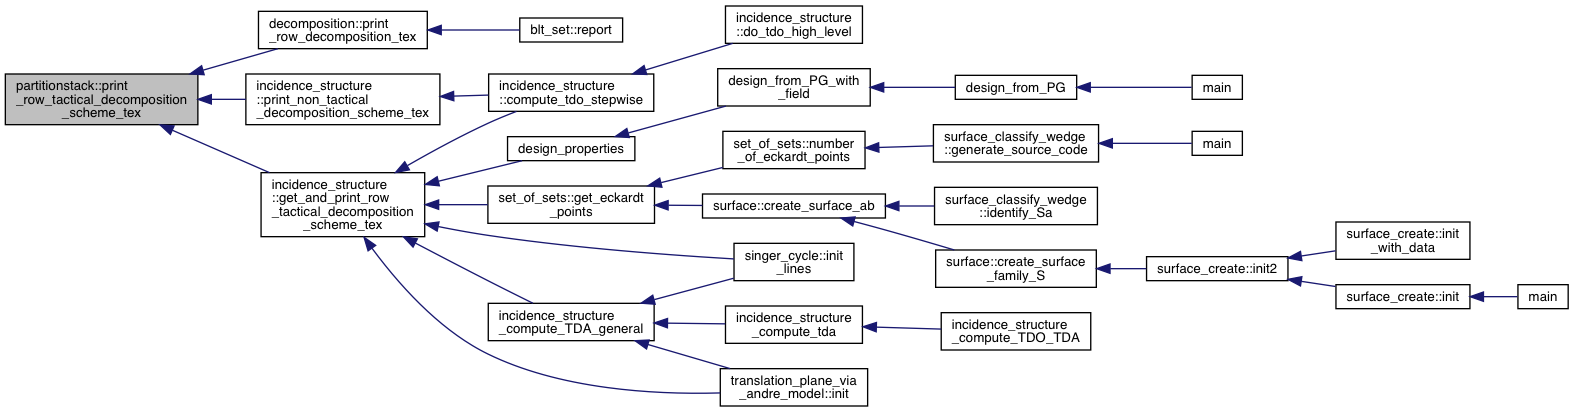 partitionstack::print
_row_tactical_decomposition
_scheme_tex
decomposition::print
_row_decomposition_tex
blt_set::report
incidence_structure
::print_non_tactical
_decomposition_scheme_tex
incidence_structure
::compute_tdo_stepwise
incidence_structure
::do_tdo_high_level
incidence_structure
::get_and_print_row
_tactical_decomposition
_scheme_tex
design_properties
design_from_PG_with
_field
design_from_PG
main
set_of_sets::get_eckardt
_points
set_of_sets::number
_of_eckardt_points
surface_classify_wedge
::generate_source_code
main
surface::create_surface_ab
surface_classify_wedge
::identify_Sa
surface::create_surface
_family_S
surface_create::init2
surface_create::init
_with_data
surface_create::init
main
singer_cycle::init
_lines
incidence_structure
_compute_TDA_general
incidence_structure
_compute_tda
incidence_structure
_compute_TDO_TDA
translation_plane_via
_andre_model::init